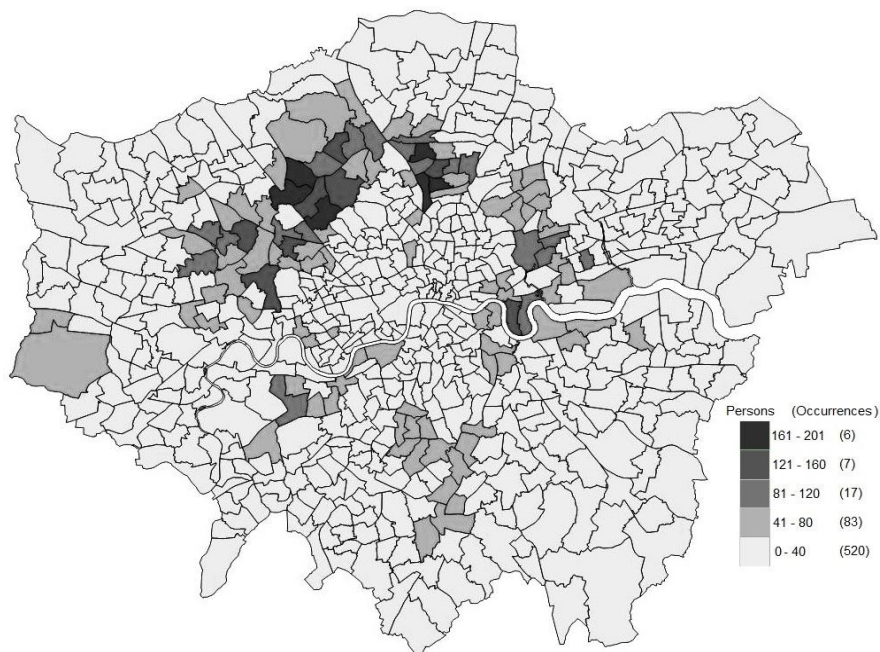 Persons (Occurrences)
161 - 201 (6)
121 - 160 (7)
81 - 120 (17)
41 - 80 (83)
0 - 40 (520)